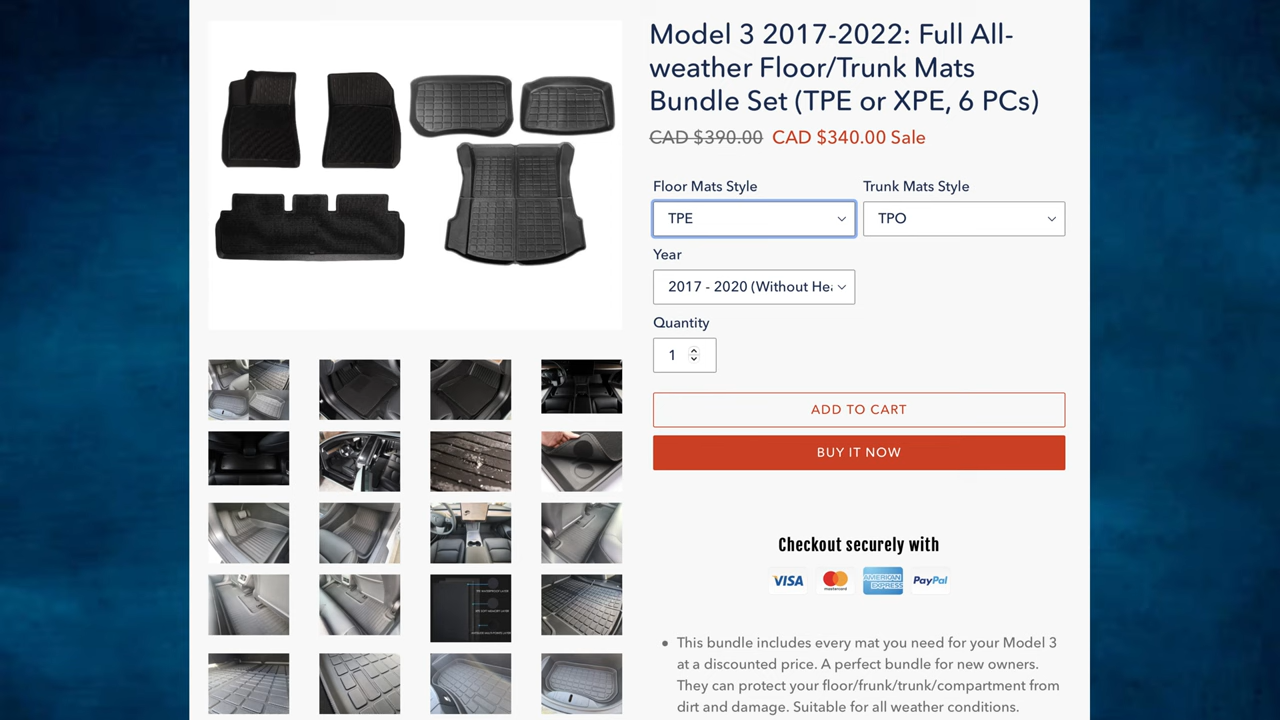 Model 3 2017-2022: Full All-
weather Floor/Trunk Mats
Bundle Set (TPE or XPE, 6 PCs)
CAD $390.00 CAD $340.00 Sale
Floor Mats Style
Trunk Mats Style
TPE
TPO
Year
2017 - 2020 (Without Hea
Quantity
1
ADD TO CART
BUY IT NOW
Checkout securely with
VISA
mastercard
AMERICAN EXPRESS
PayPal
This bundle includes every mat you need for your Model 3
at a discounted price. A perfect bundle for new owners.
They can protect your floor/frunk/trunk/compartment from
dirt and damage. Suitable for all weather conditions.